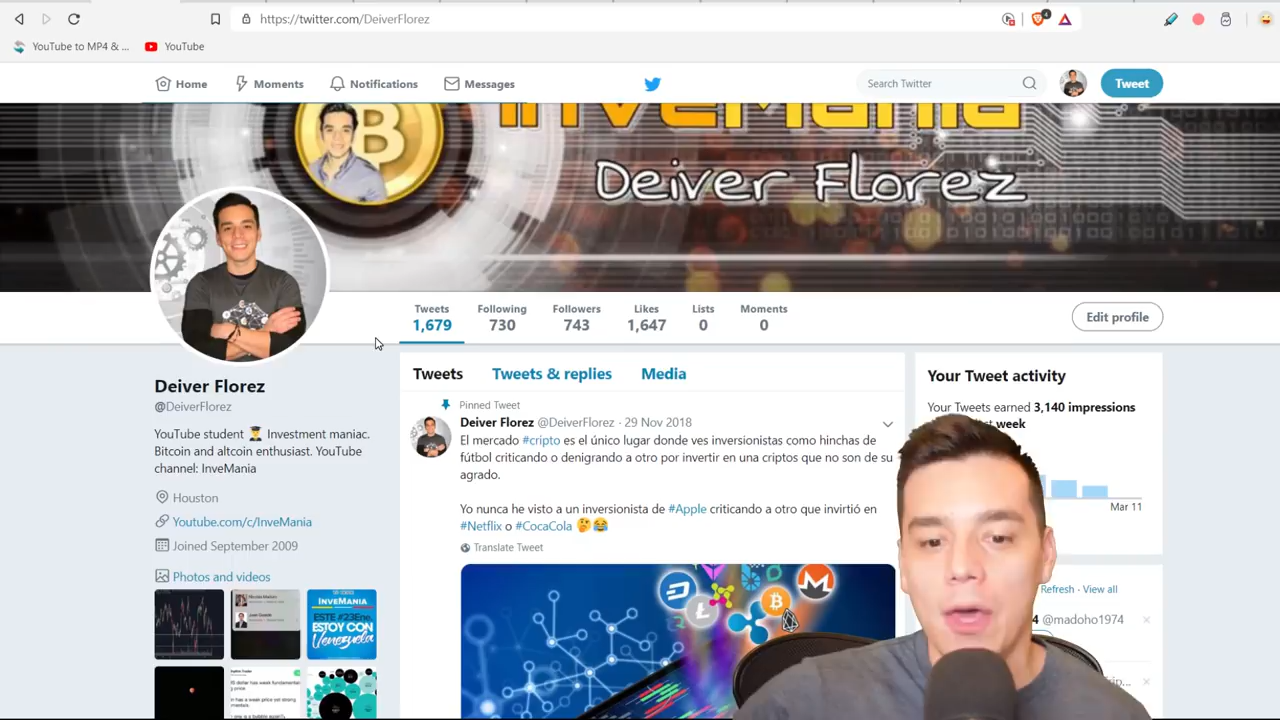 https://twitter.com/DeiverFlorez
4
YouTube to MP4 & ...
YouTube
Home
Moments
Notifications
Messages
Search Twitter
Tweet
InveMania
Deiver Florez
Tweets
Following
Followers
Likes
Lists
Moments
1,679
730
743
1,647
0
0
Edit profile
Deiver Florez
@DeiverFlorez
YouTube student Investment maniac.
Bitcoin and altcoin enthusiast. YouTube
channel: InveMania
Houston
Youtube.com/c/InveMania
Joined September 2009
Photos and videos
InveMania
ESTE #23Ene
ESTOY CON
Venezuela
Tweets Tweets & replies Media
Pinned Tweet
Deiver Florez @DeiverFlorez · 29 Nov 2018
El mercado #cripto es el único lugar donde ves inversionistas como hinchas de
fútbol criticando o denigrando a otro por invertir en una criptos que no son de su
agrado.
Yo nunca he visto a un inversionista de #Apple criticando a otro que invirtió en
#Netflix o #CocaCola
Translate Tweet
Your Tweet activity
Your Tweets earned 3,140 impressions
week
Mar 11
Refresh · View all
4 @madoho1974